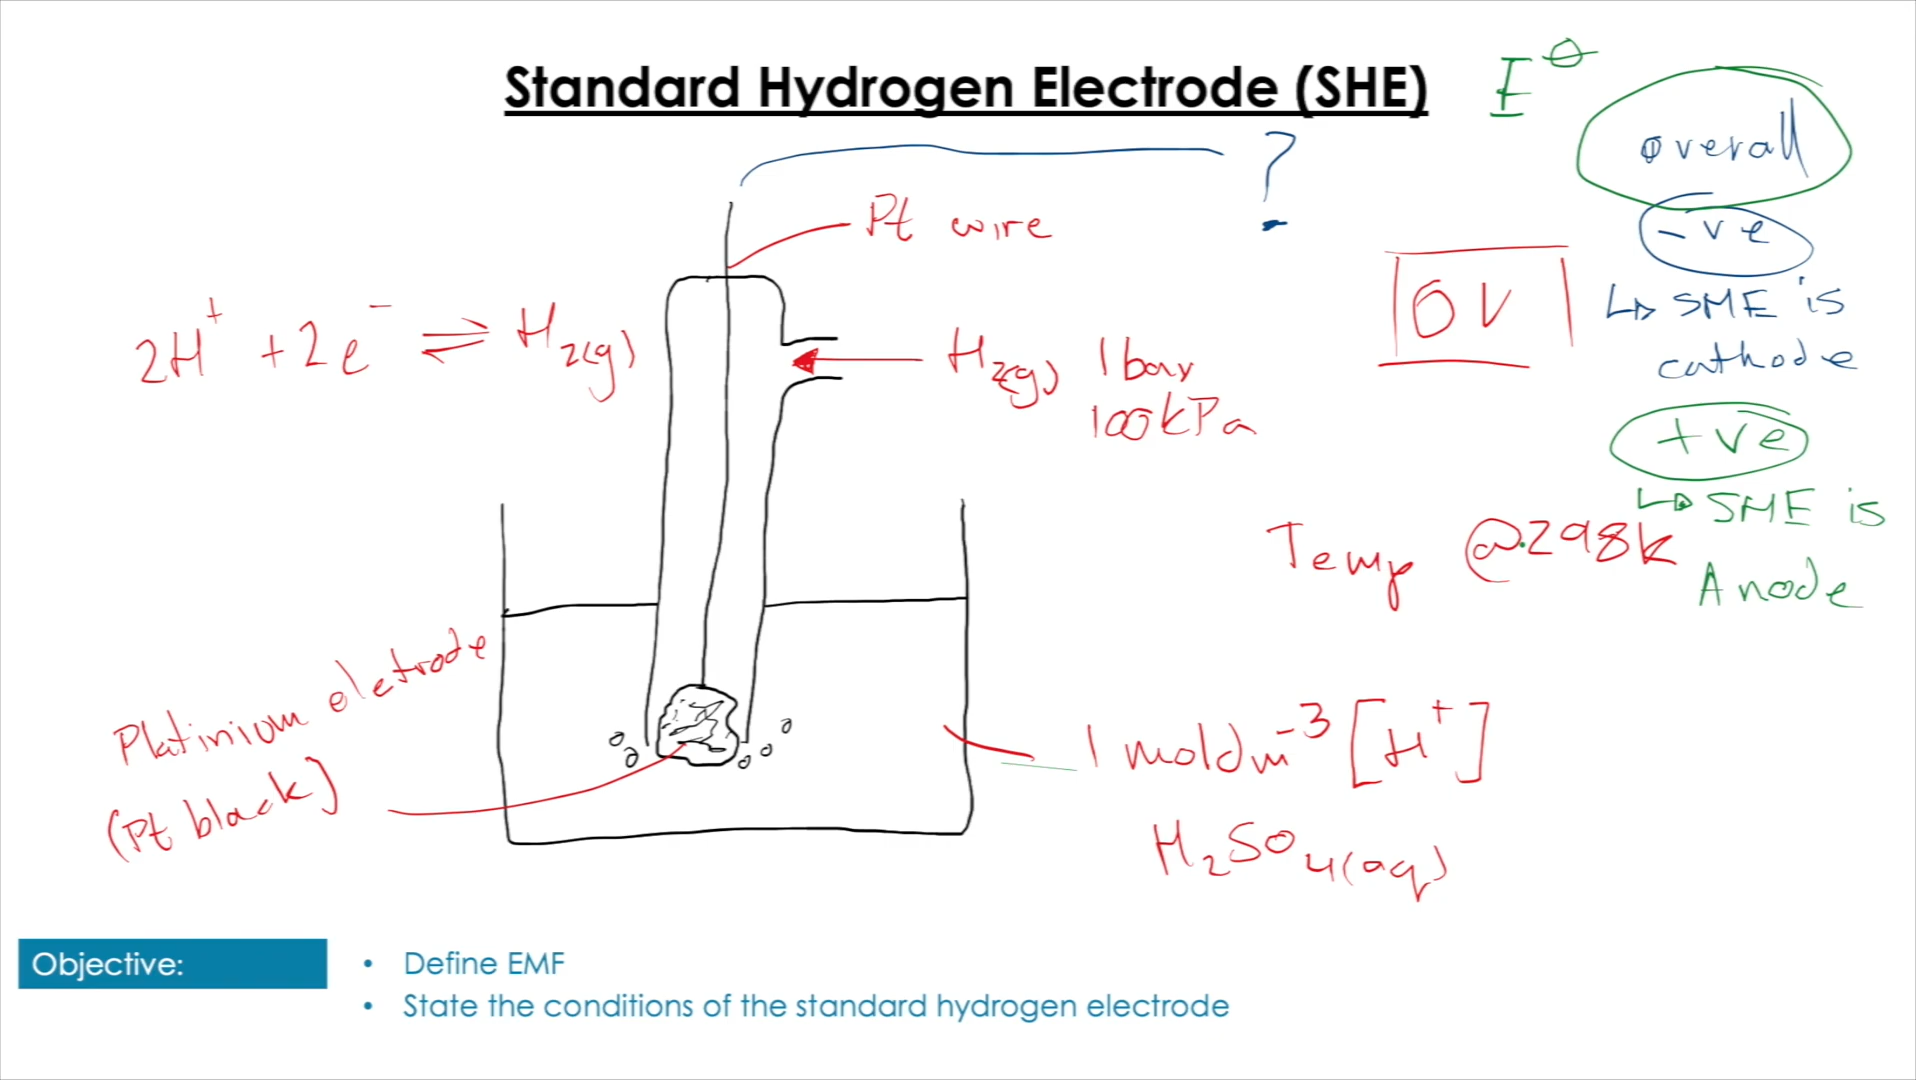 Standard Hydrogen Electrode (SHE)
E⦵
overall
-ve
↳ SHE is
cathode
+ve
↳ SHE is
Anode
?
Pt wire
0 V
2H⁺ + 2e⁻ ⇌ H₂(g)
H₂(g) 1 bar
100kPa
Temp @ 298k
Platinium eletrode
(Pt black)
1 moldm⁻³ [H⁺]
H₂SO₄(aq)
Objective:
• Define EMF
• State the conditions of the standard hydrogen electrode